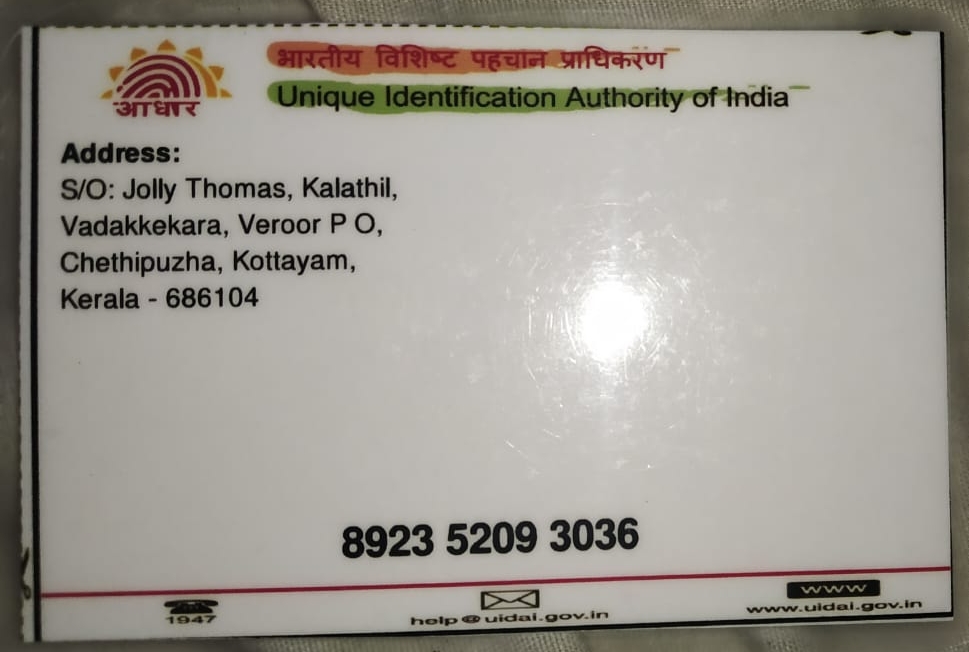 आधार
भारतीय विशिष्ट पहचान प्राधिकरण
Unique Identification Authority of India
Address:
S/O: Jolly Thomas, Kalathil,
Vadakkekara, Veroor P O,
Chethipuzha, Kottayam,
Kerala - 686104
8923 5209 3036
1947
help@uidai.gov.in
www
www.uidai.gov.in